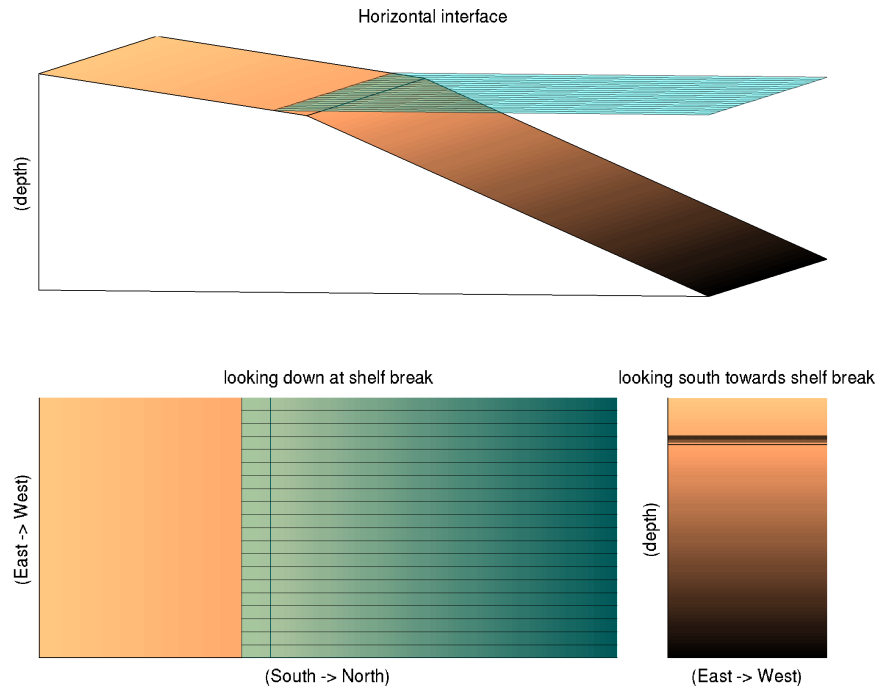 Horizontal interface
(depth)
looking down at shelf break
looking south towards shelf break
(East -> West)
(depth)
(South -> North)
(East -> West)